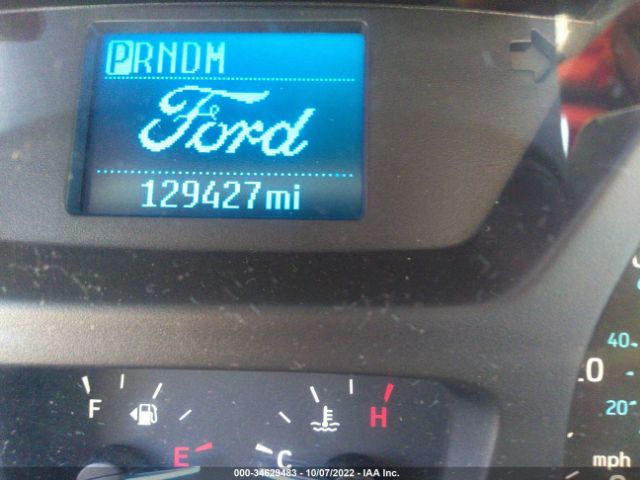 PRNDM
Ford
129427mi
40
20
mph
F
E
C
H
000-34629483 - 10/07/2022 - IAA Inc.